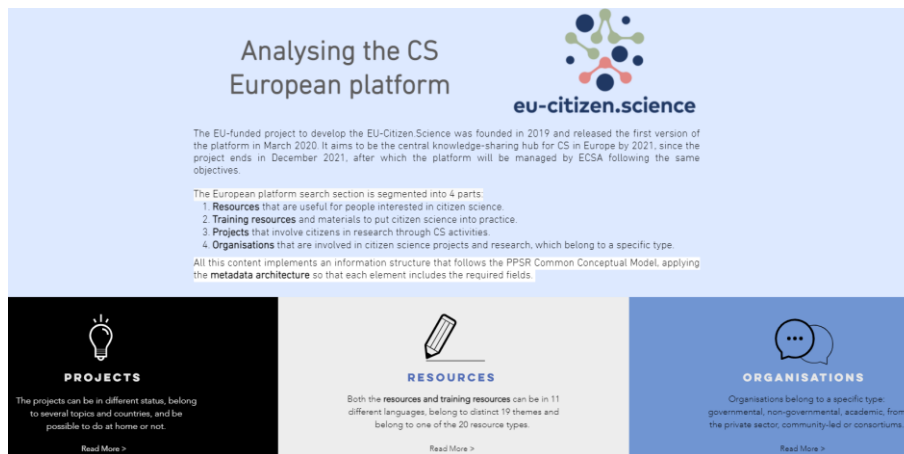 Analysing the CS
European platform
eu-citizen.science
The EU-funded project to develop the EU-Citizen.Science was founded in 2019 and released the first version of
the platform in March 2020. It aims to be the central knowledge-sharing hub for CS in Europe by 2021, since the
project ends in December 2021, after which the platform will be managed by ECSA following the same
objectives.
The European platform search section is segmented into 4 parts:
1. Resources that are useful for people interested in citizen science.
2. Training resources and materials to put citizen science into practice.
3. Projects that involve citizens in research through CS activities.
4. Organisations that are involved in citizen science projects and research, which belong to a specific type.
All this content implements an information structure that follows the PPSR Common Conceptual Model, applying
the metadata architecture so that each element includes the required fields.
PROJECTS
The projects can be in different status, belong
to several topics and countries, and be
possible to do at home or not.
Read More >
RESOURCES
Both the resources and training resources can be in 11
different languages, belong to distinct 19 themes and
belong to one of the 20 resource types.
Read More >
ORGANISATIONS
Organisations belong to a specific type:
governmental, non-governmental, academic, from
the private sector, community-led or consortiums.
Read More >